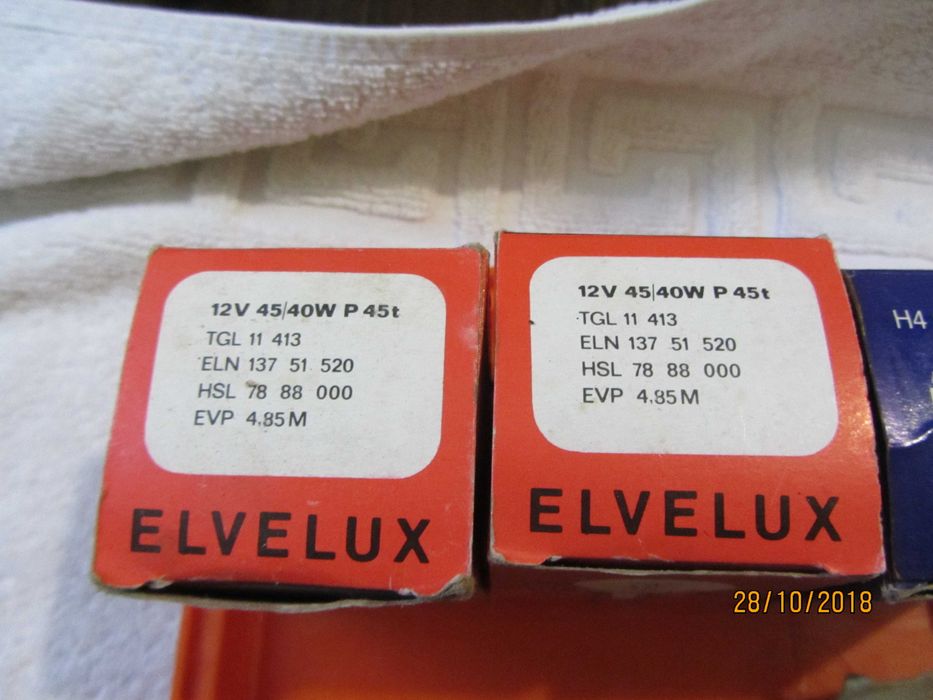 12V 45/40W P 45t
TGL 11 413
ELN 137 51 520
HSL 78 88 000
EVP 4,85M
ELVELUX
12V 45/40W P 45t
TGL 11 413
ELN 137 51 520
HSL 78 88 000
EVP 4,85M
ELVELUX
H4
28/10/2018